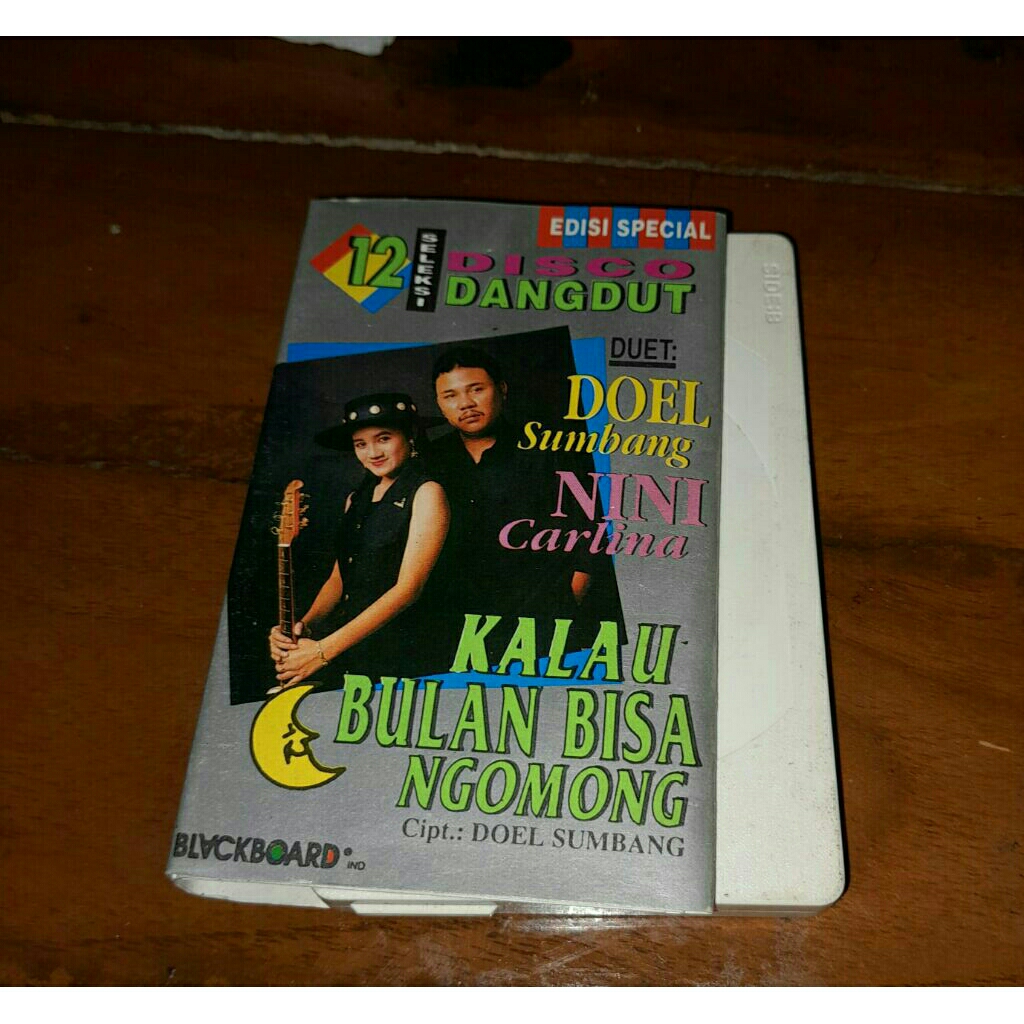 EDISI SPECIAL
12
SELEKSI
DISCO
DANGDUT
DUET:
DOEL
Sumbang
NINI
Carlina
KALAU
BULAN BISA
NGOMONG
Cipt.: DOEL SUMBANG
BLACKBOARD IND
SIDE:B